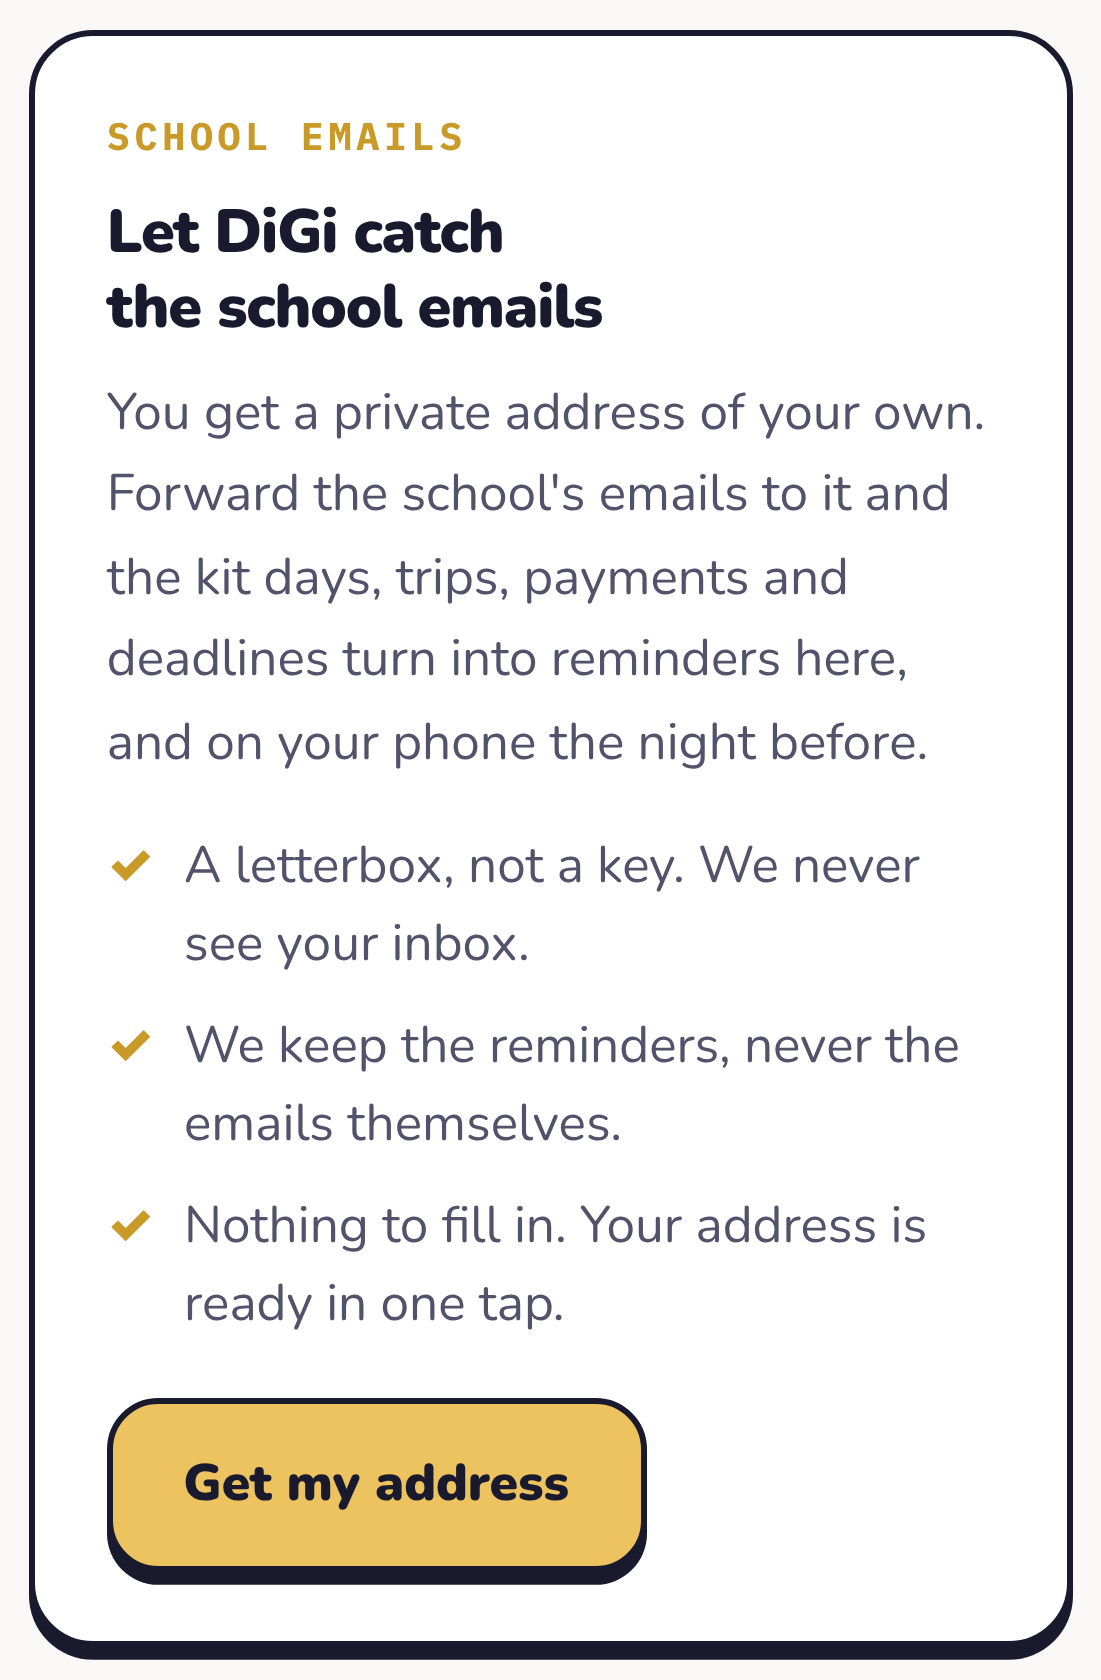 SCHOOL EMAILS
Let DiGi catch
the school emails
You get a private address of your own.
Forward the school's emails to it and
the kit days, trips, payments and
deadlines turn into reminders here,
and on your phone the night before.
A letterbox, not a key. We never
see your inbox.
We keep the reminders, never the
emails themselves.
Nothing to fill in. Your address is
ready in one tap.
Get my address